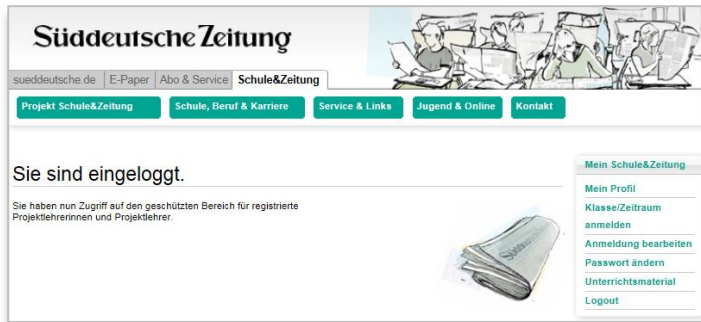 Süddeutsche Zeitung
sueddeutsche.de E-Paper Abo & Service Schule&Zeitung
Projekt Schule&Zeitung Schule, Beruf & Karriere Service & Links Jugend & Online Kontakt
Sie sind eingeloggt.
Sie haben nun Zugriff auf den geschützten Bereich für registrierte
Projektlehrerinnen und Projektlehrer.
Mein Schule&Zeitung
Mein Profil
Klasse/Zeitraum
anmelden
Anmeldung bearbeiten
Passwort ändern
Unterrichtsmaterial
Logout